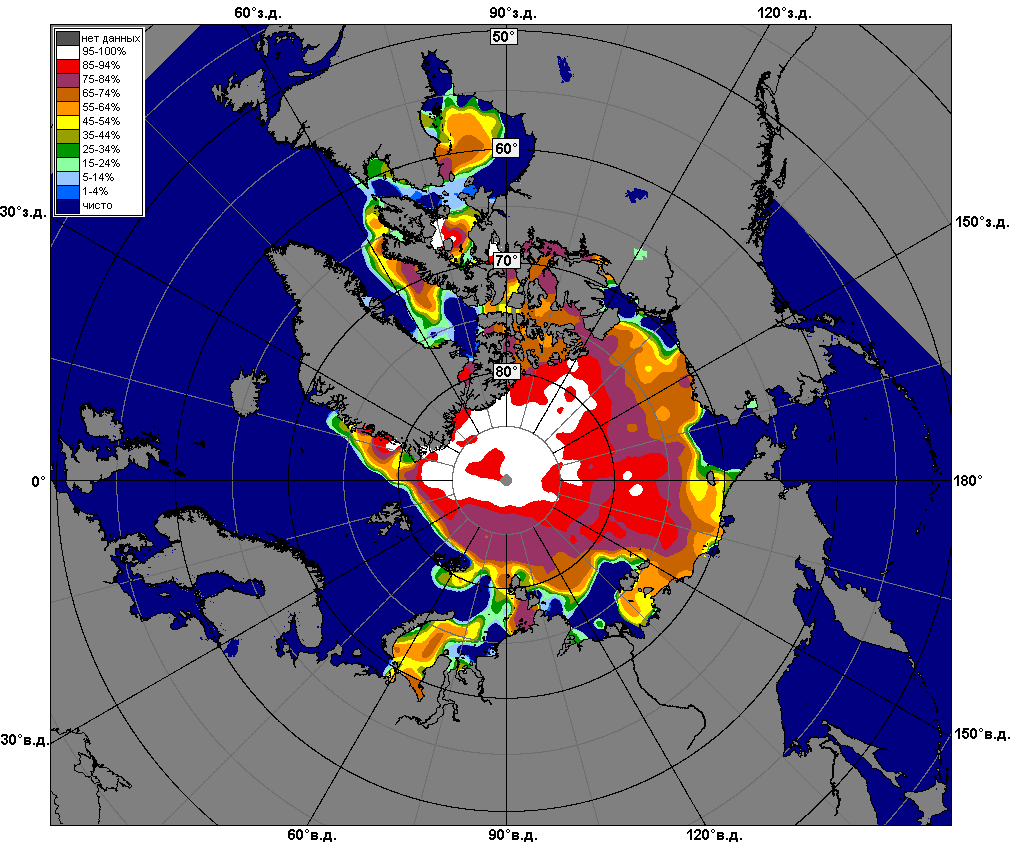 60°з.д.
90°з.д.
120°з.д.
нет данных
95-100%
85-94%
75-84%
65-74%
55-64%
45-54%
35-44%
25-34%
15-24%
5-14%
1-4%
чисто
50°
60°
70°
80°
30°з.д.
150°з.д.
0°
180°
30°в.д.
150°в.д.
60°в.д.
90°в.д.
120°в.д.